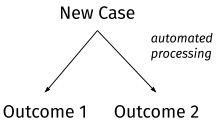 New Case
automated
processing
Outcome 1
Outcome 2